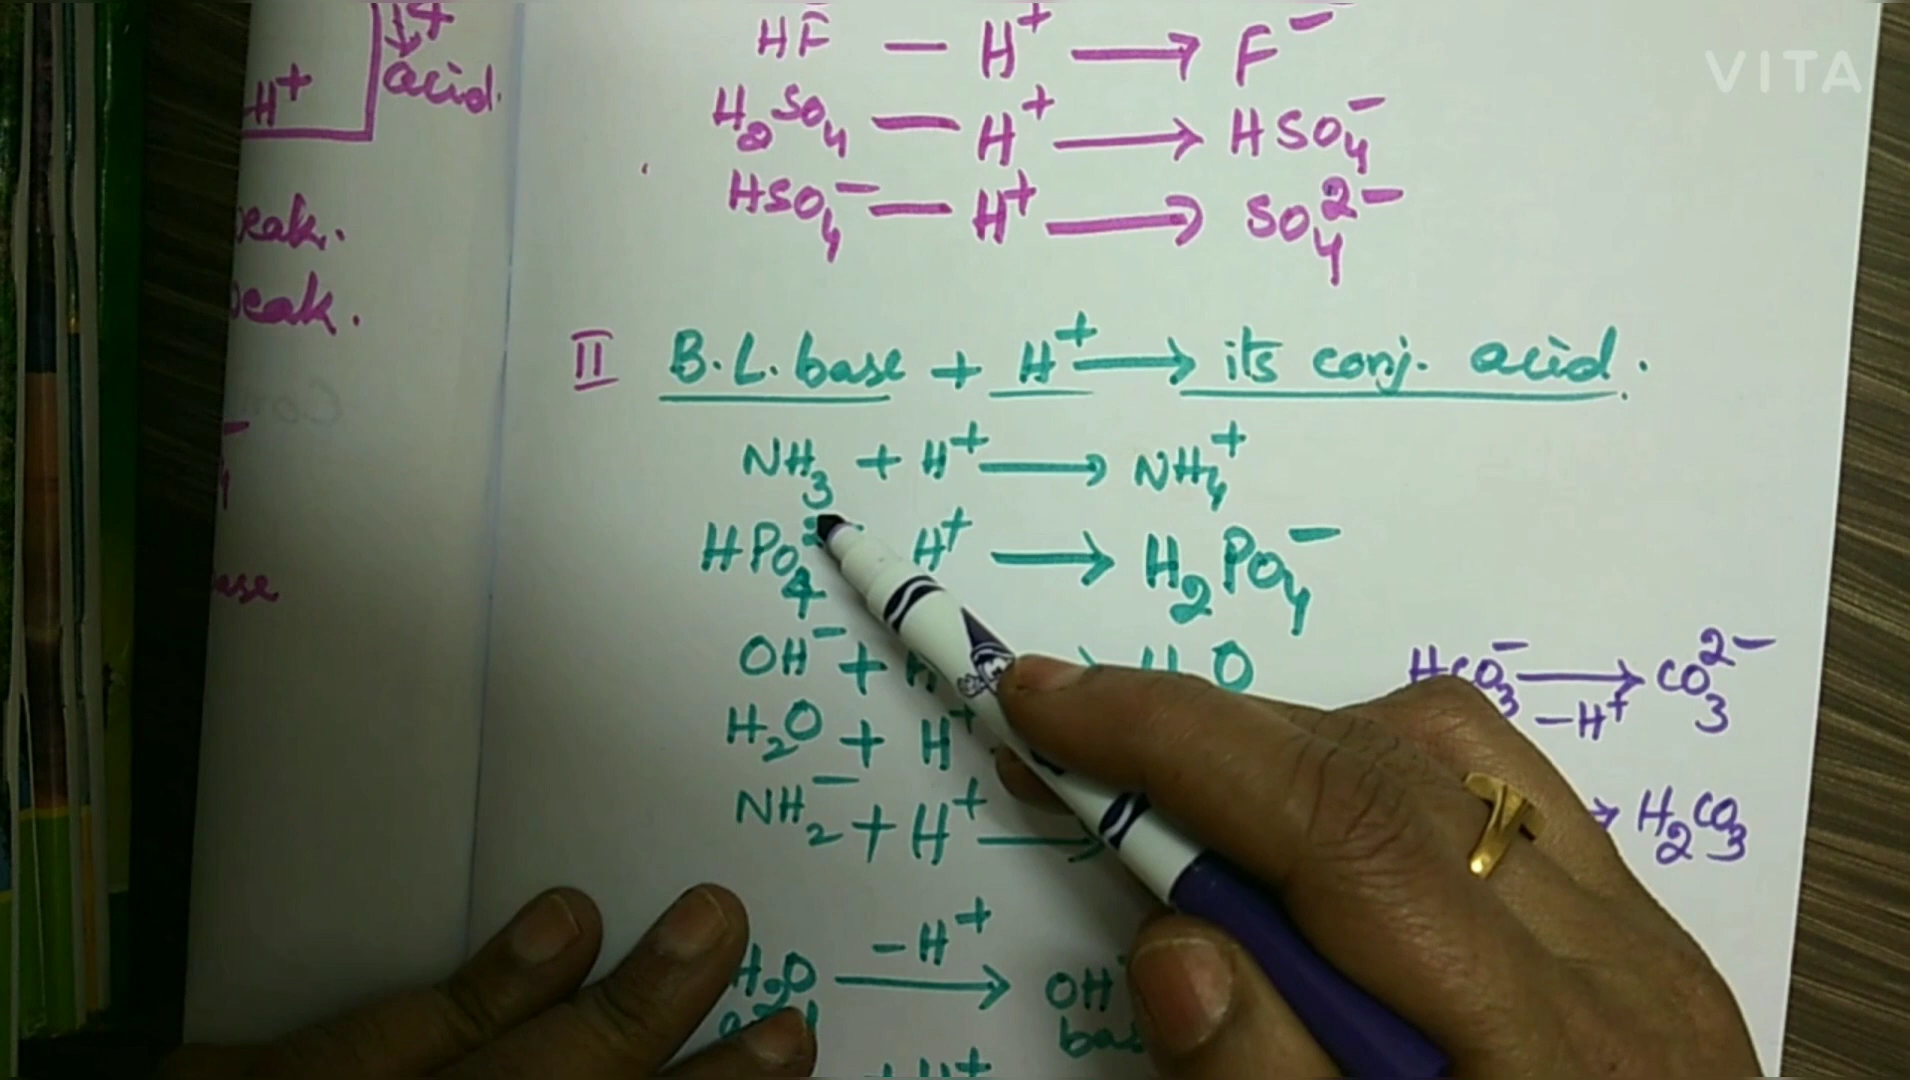 acid.
H⁺
HF − H⁺ → F⁻
VITA
H₂SO₄ − H⁺ → HSO₄⁻
HSO₄⁻ − H⁺ → SO₄²⁻
II B.L. base + H⁺ → its conj. acid.
NH₃ + H⁺ → NH₄⁺
HPO₄ H⁺ → H₂PO₄⁻
OH⁻ +
H₂O + H⁺
NH₂⁻ + H⁺ →
HCO₃⁻ → CO₃²⁻
−H⁺
→ H₂CO₃
−H⁺
H₂O → OH